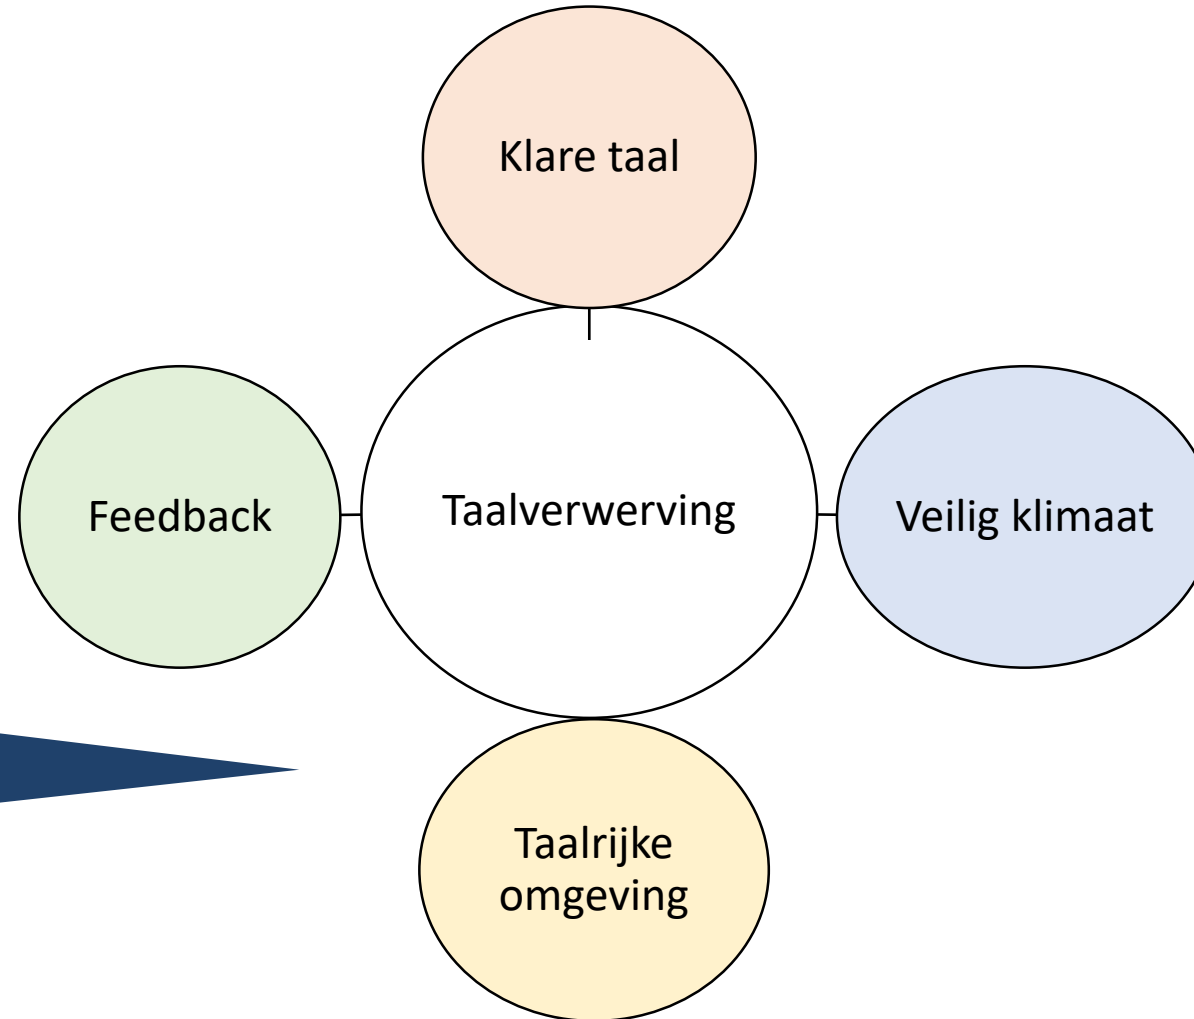 Klare taal
Feedback
Taalverwerving
Veilig klimaat
Taalrijke
omgeving